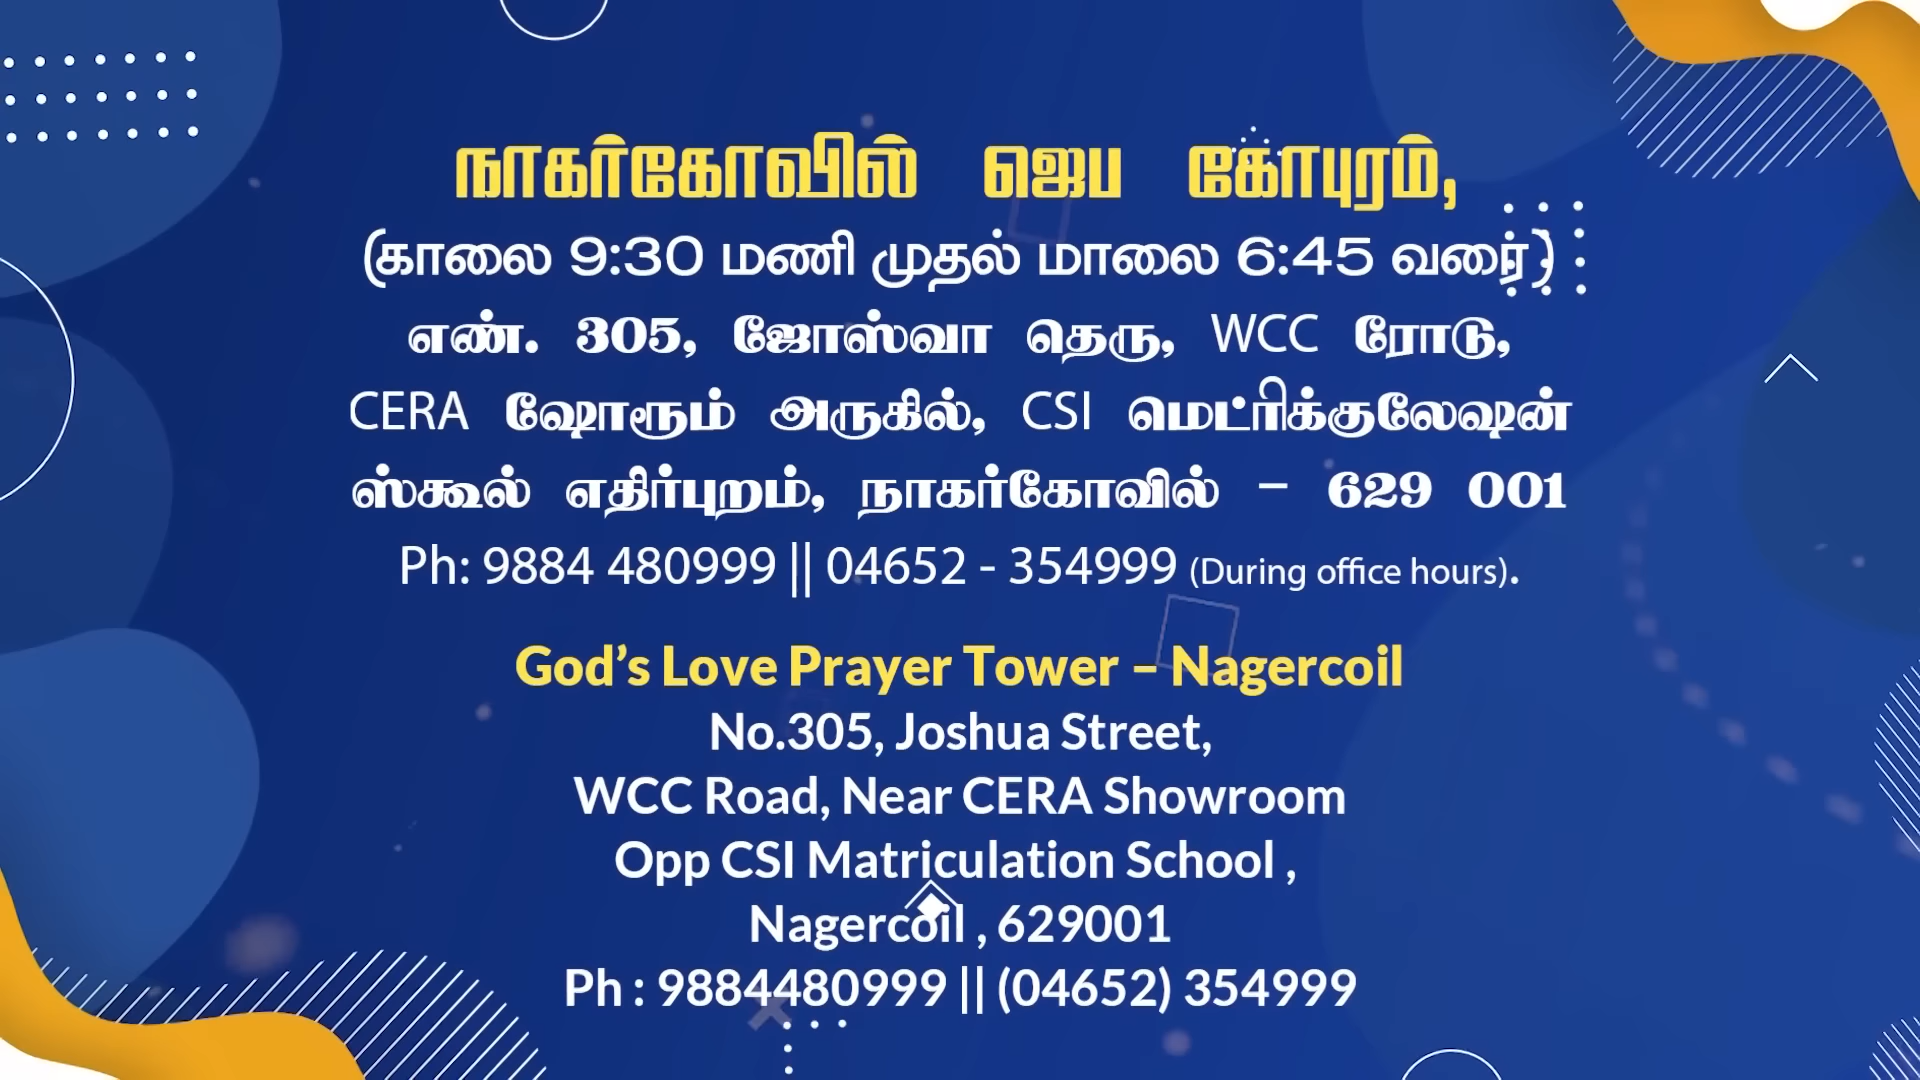 நாகர்கோவில் ஜெப கோபுரம்,
(காலை 9:30 மணி முதல் மாலை 6:45 வரை)
எண். 305, ஜோஸ்வா தெரு, WCC ரோடு,
CERA ஷோரூம் அருகில், CSI மெட்ரிக்குலேஷன்
ஸ்கூல் எதிர்புறம், நாகர்கோவில் – 629 001
Ph: 9884 480999 || 04652 - 354999 (During office hours).
God’s Love Prayer Tower – Nagercoil
No.305, Joshua Street,
WCC Road, Near CERA Showroom
Opp CSI Matriculation School ,
Nagercoil , 629001
Ph : 9884480999 || (04652) 354999